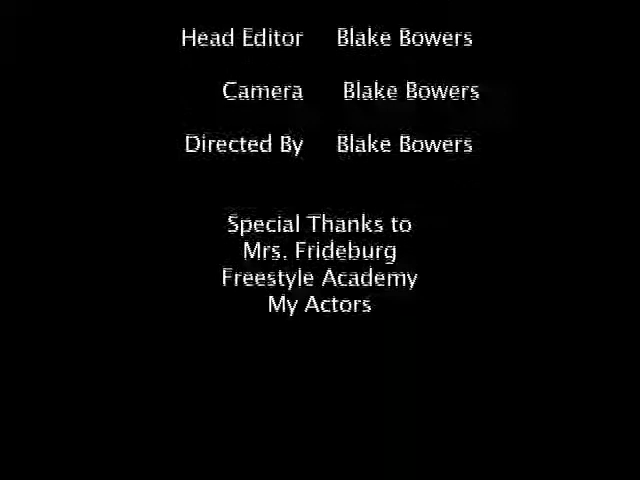 Head Editor Blake Bowers
Camera Blake Bowers
Directed By Blake Bowers
Special Thanks to
Mrs. Frideburg
Freestyle Academy
My Actors